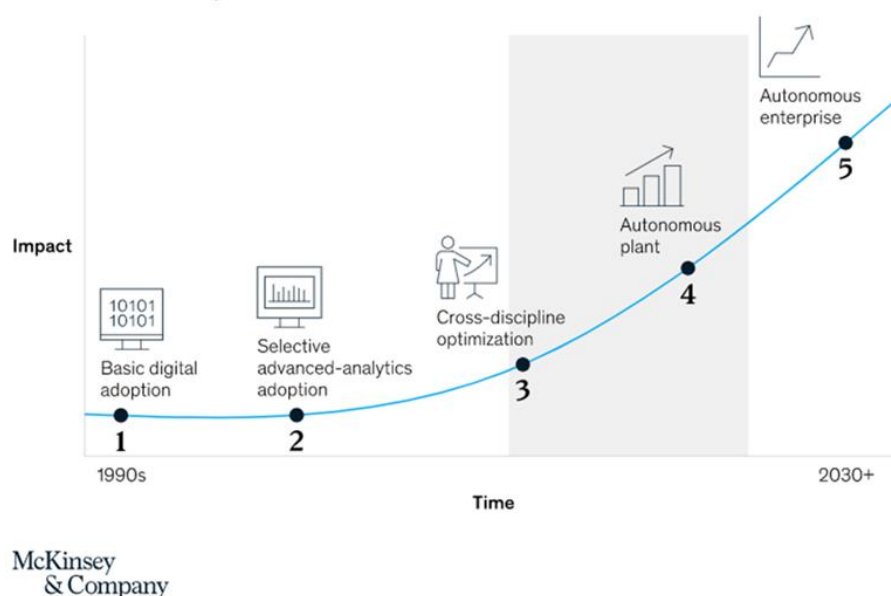 Autonomous
enterprise
5
Autonomous
plant
4
Impact
Cross-discipline
optimization
3
10101
10101
Selective
advanced-analytics
adoption
Basic digital
adoption
1
2
1990s
2030+
Time
McKinsey
& Company